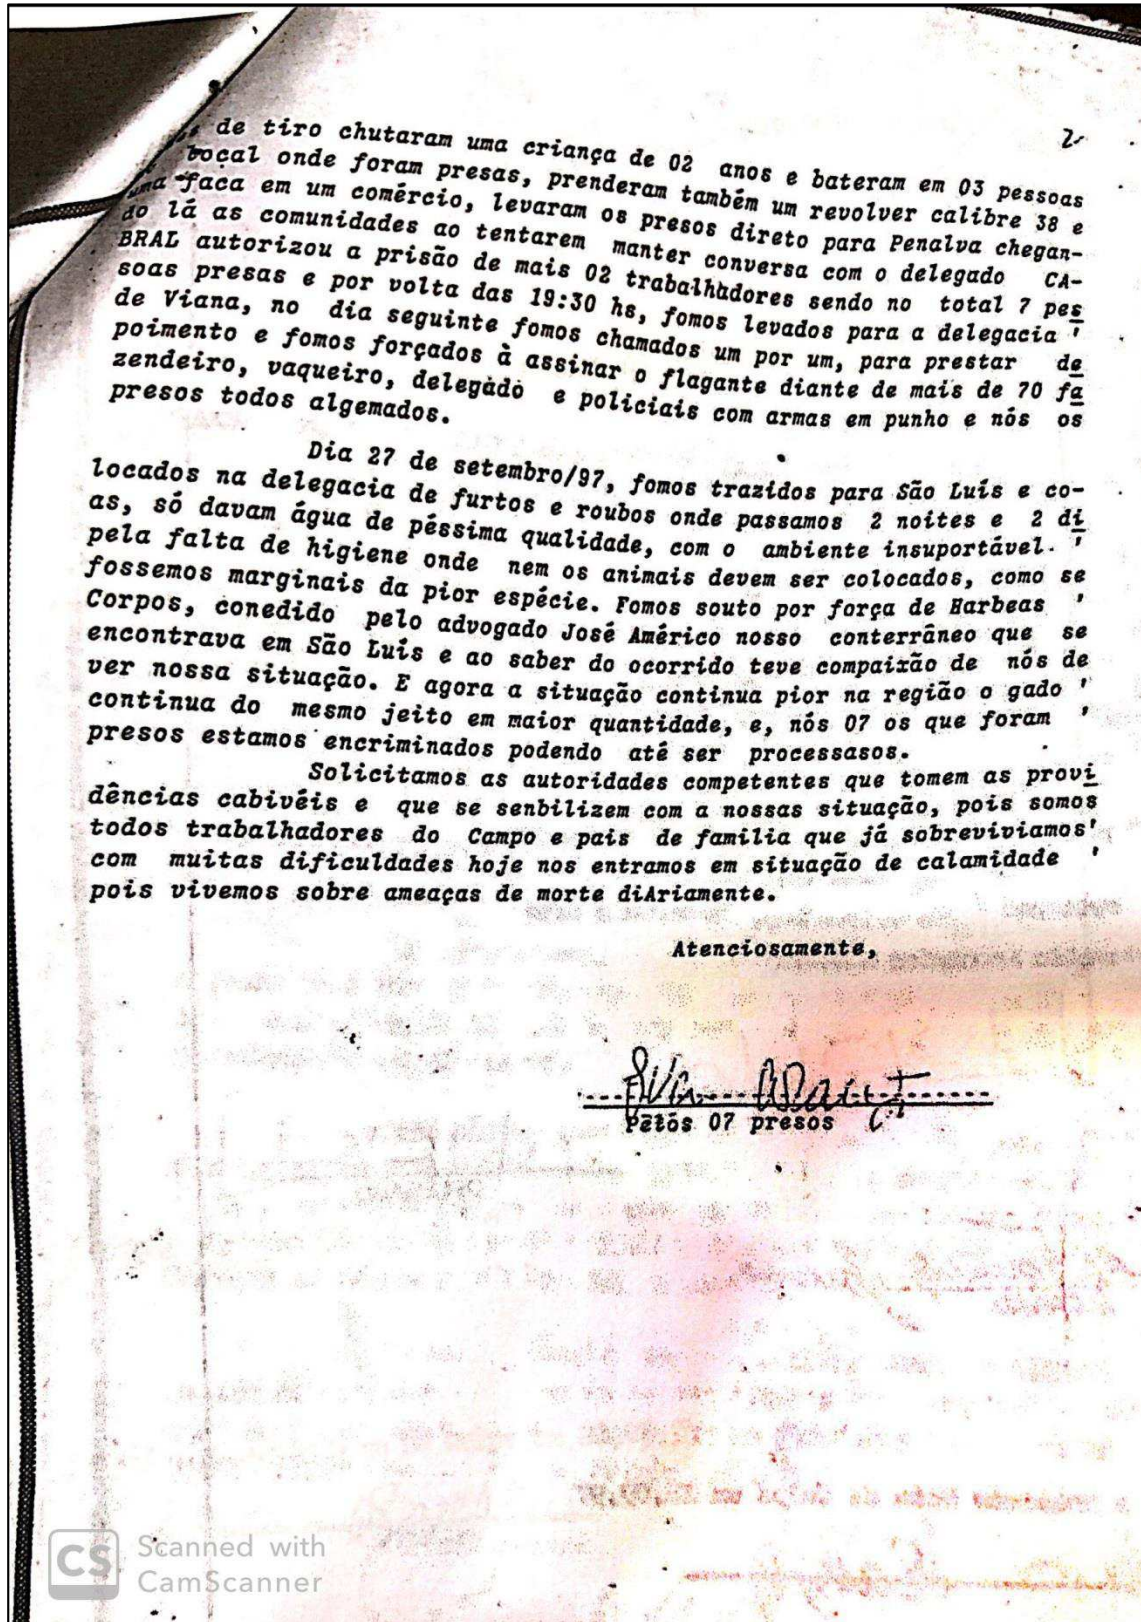 2
de tiro chutaram uma criança de 02 anos e bateram em 03 pessoas
local onde foram presas, prenderam também um revolver calibre 38 e
uma faca em um comércio, levaram os presos direto para Penalva chegan-
do lá as comunidades ao tentarem manter conversa com o delegado CA-
BRAL autorizou a prisão de mais 02 trabalhadores sendo no total 7 pes
soas presas e por volta das 19:30 hs, fomos levados para a delegacia '
de Viana, no dia seguinte fomos chamados um por um, para prestar de
poimento e fomos forçados à assinar o flagante diante de mais de 70 fa
zendeiro, vaqueiro, delegado e policiais com armas em punho e nós os
presos todos algemados.
Dia 27 de setembro/97, fomos trazidos para São Luís e co-
locados na delegacia de furtos e roubos onde passamos 2 noites e 2 di
as, só davam água de péssima qualidade, com o ambiente insuportável. '
pela falta de higiene onde nem os animais devem ser colocados, como se
fossemos marginais da pior espécie. Fomos souto por força de Harbeas '
Corpos, conedido pelo advogado José Américo nosso conterrâneo que se
encontrava em São Luís e ao saber do ocorrido teve compaixão de nós de
ver nossa situação. E agora a situação continua pior na região o gado '
continua do mesmo jeito em maior quantidade, e, nós 07 os que foram '
presos estamos encriminados podendo até ser processasos.
Solicitamos as autoridades competentes que tomem as provi
dências cabivéis e que se senbilizem com a nossas situação, pois somos
todos trabalhadores do Campo e pais de familia que já sobreviviamos'
com muitas dificuldades hoje nos entramos em situação de calamidade '
pois vivemos sobre ameaças de morte diAriamente.
Atenciosamente,
Pelos 07 presos
CS Scanned with
CamScanner